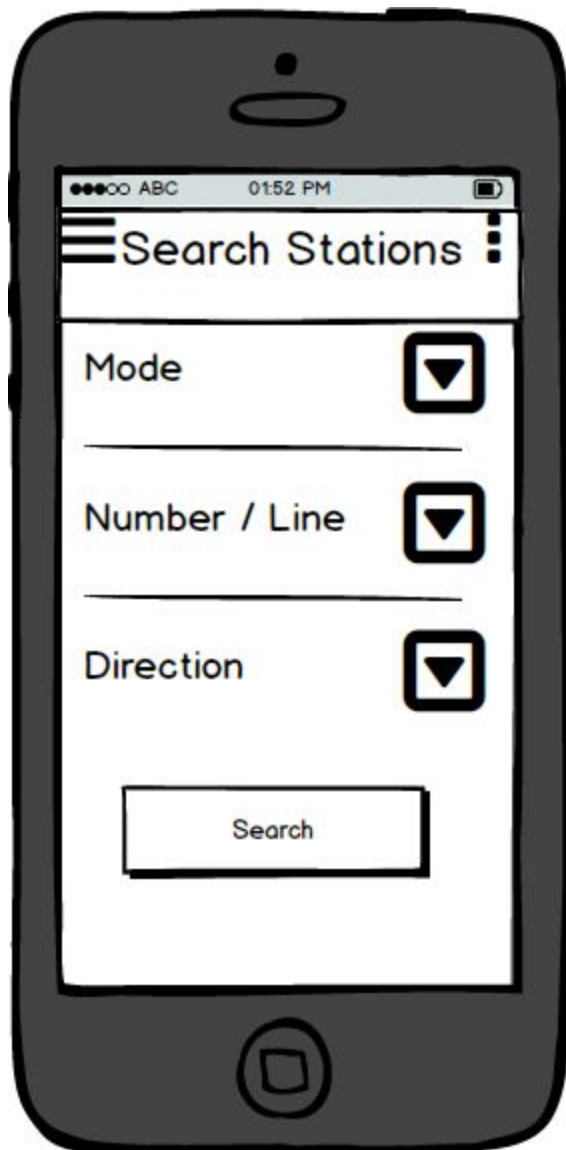 ABC 01:52 PM
Search Stations
Mode
Number / Line
Direction
Search